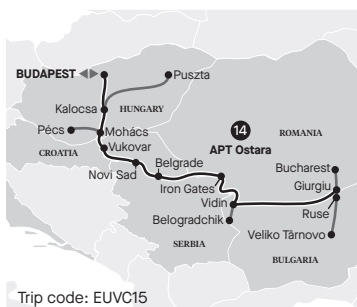 BUDAPEST
Puszta
Kalocsa
HUNGARY
Pécs
Mohács
14
CROATIA
Vukovar
APT Ostara
ROMANIA
Novi Sad
Belgrade
Bucharest
Iron Gates
Giurgiu
Vidin
Ruse
Belogradchik
Veliko Tárnovo
SERBIA
BULGARIA
Trip code: EUVC15